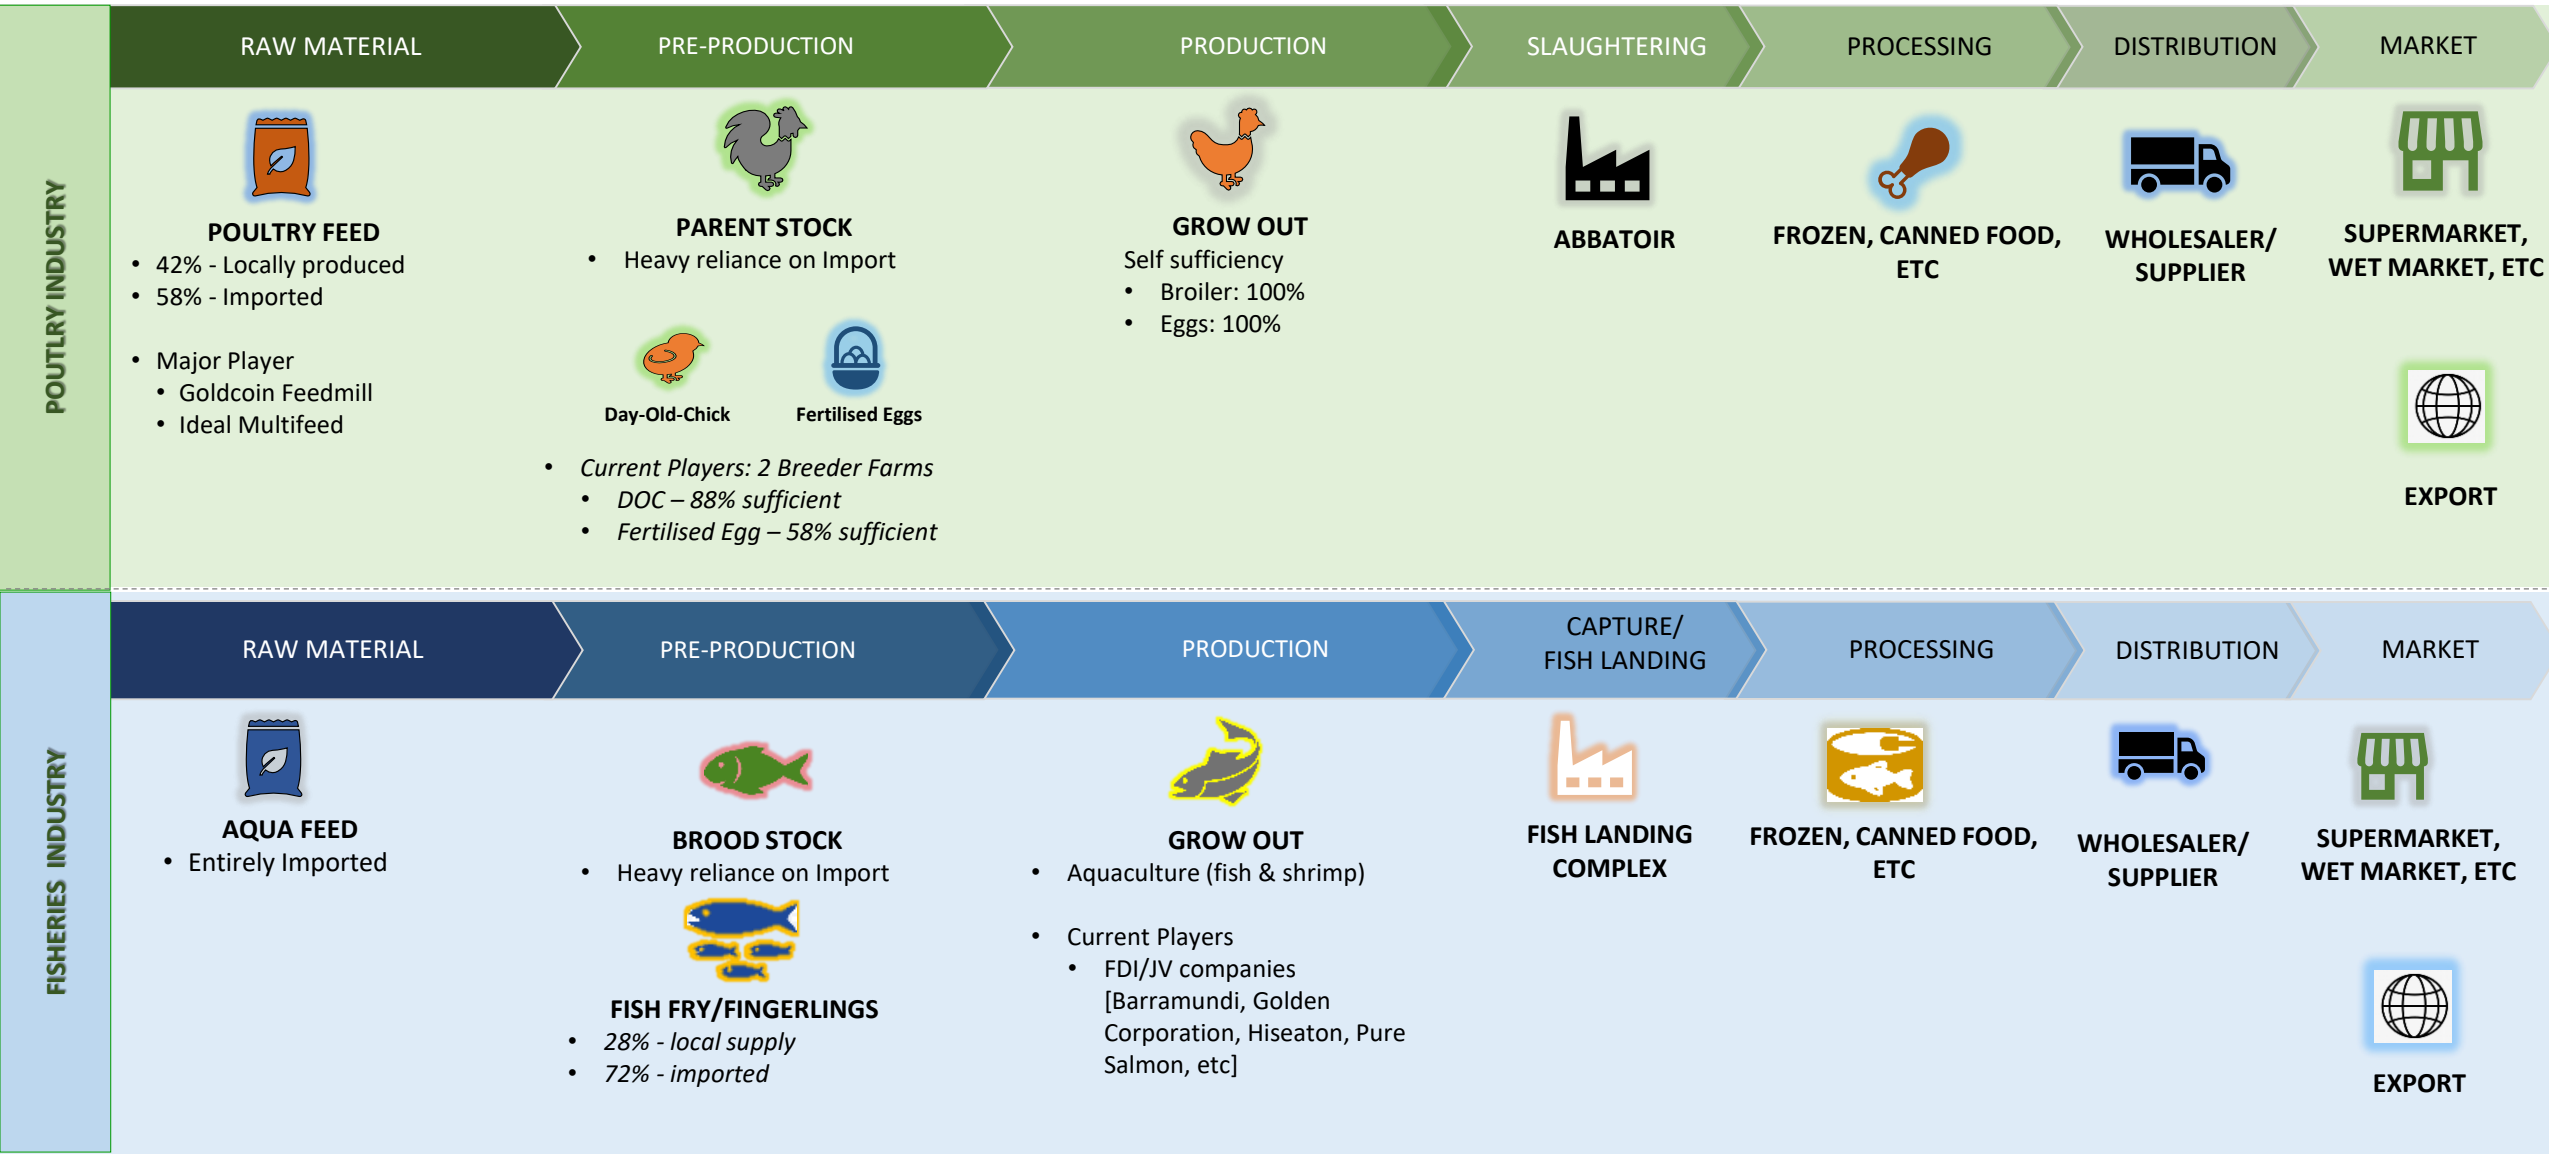 POUTLRY INDUSTRY
RAW MATERIAL
PRE-PRODUCTION
PRODUCTION
SLAUGHTERING
PROCESSING
DISTRIBUTION
MARKET
POULTRY FEED
• 42% - Locally produced
• 58% - Imported
• Major Player
• Goldcoin Feedmill
• Ideal Multifeed
PARENT STOCK
• Heavy reliance on Import
Day-Old-Chick
Fertilised Eggs
• Current Players: 2 Breeder Farms
• DOC – 88% sufficient
• Fertilised Egg – 58% sufficient
GROW OUT
Self sufficiency
• Broiler: 100%
• Eggs: 100%
ABBATOIR
FROZEN, CANNED FOOD,
ETC
WHOLESALER/
SUPPLIER
SUPERMARKET,
WET MARKET, ETC
EXPORT
FISHERIES INDUSTRY
RAW MATERIAL
PRE-PRODUCTION
PRODUCTION
CAPTURE/
FISH LANDING
PROCESSING
DISTRIBUTION
MARKET
AQUA FEED
• Entirely Imported
BROOD STOCK
• Heavy reliance on Import
FISH FRY/FINGERLINGS
• 28% - local supply
• 72% - imported
GROW OUT
• Aquaculture (fish & shrimp)
• Current Players
• FDI/JV companies
[Barramundi, Golden
Corporation, Hiseaton, Pure
Salmon, etc]
FISH LANDING
COMPLEX
FROZEN, CANNED FOOD,
ETC
WHOLESALER/
SUPPLIER
SUPERMARKET,
WET MARKET, ETC
EXPORT